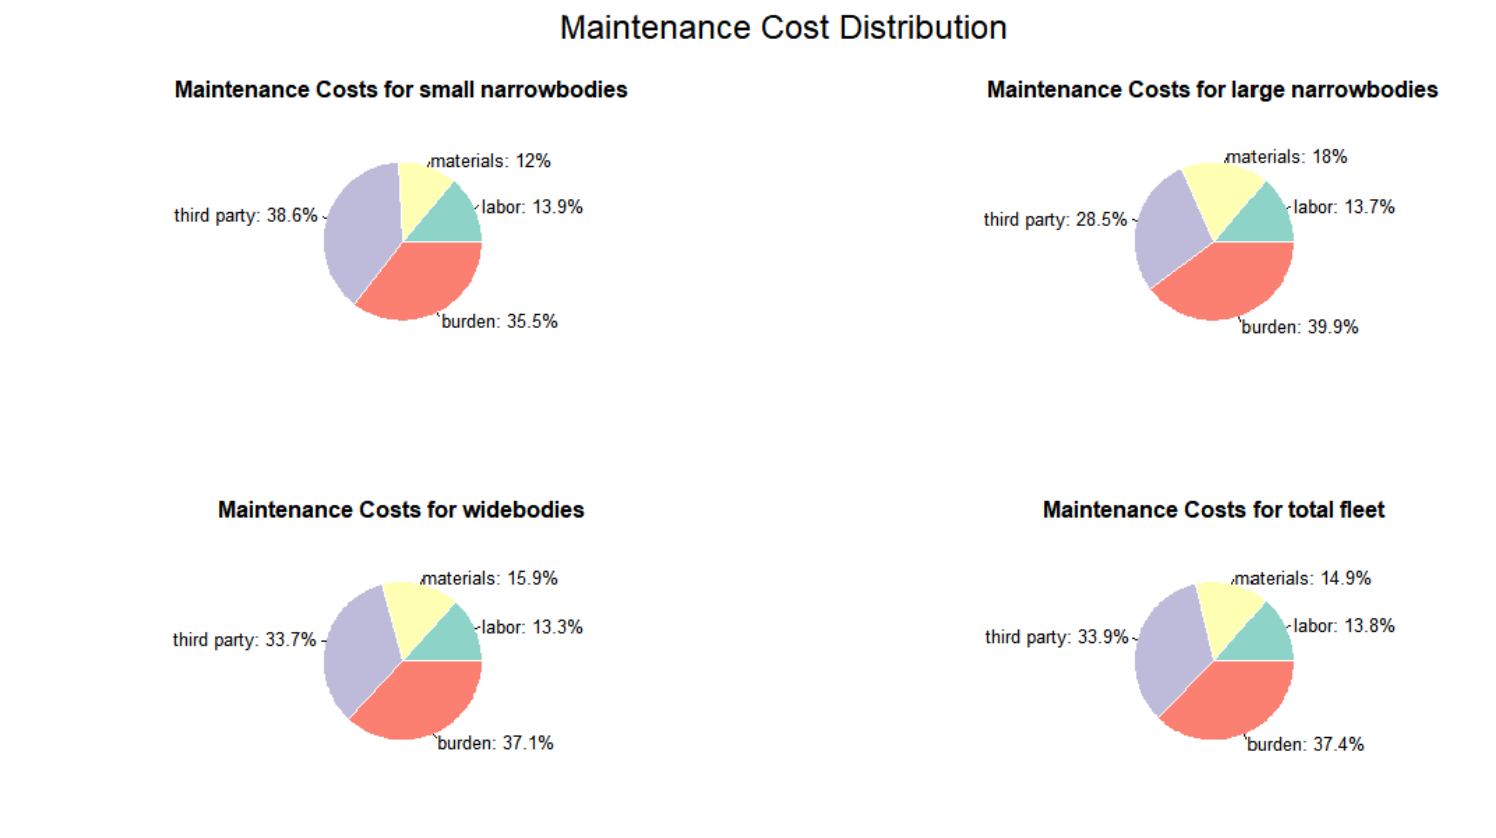 Maintenance Cost Distribution
Maintenance Costs for small narrowbodies
materials: 12%
labor: 13.9%
third party: 38.6%
burden: 35.5%
Maintenance Costs for large narrowbodies
materials: 18%
labor: 13.7%
third party: 28.5%
burden: 39.9%
Maintenance Costs for widebodies
materials: 15.9%
labor: 13.3%
third party: 33.7%
burden: 37.1%
Maintenance Costs for total fleet
materials: 14.9%
labor: 13.8%
third party: 33.9%
burden: 37.4%